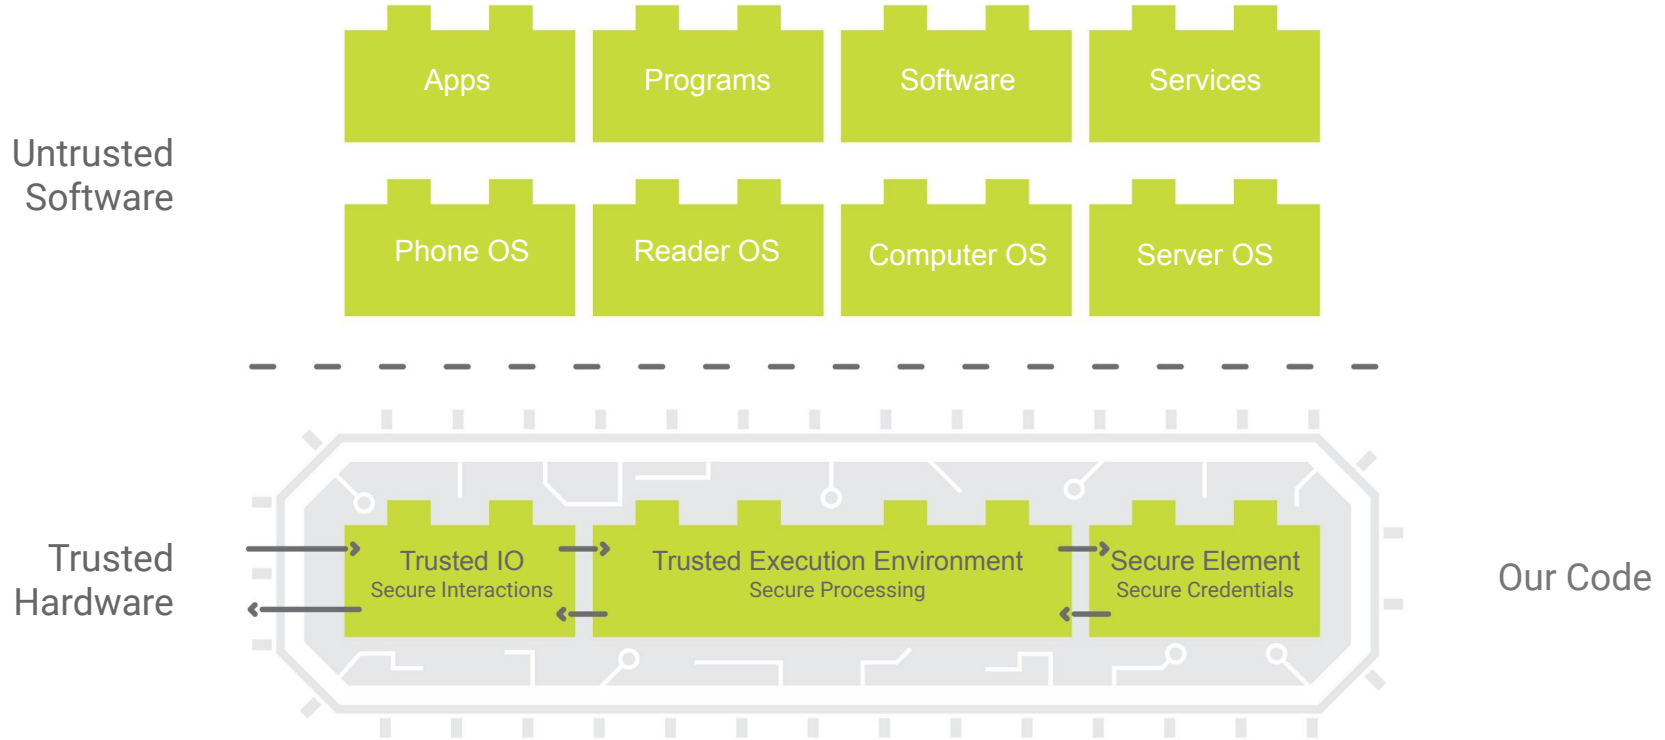 Apps
Programs
Software
Services
Untrusted
Software
Phone OS
Reader OS
Computer OS
Server OS
Trusted
Hardware
Trusted IO
Secure Interactions
Trusted Execution Environment
Secure Processing
Secure Element
Secure Credentials
Our Code